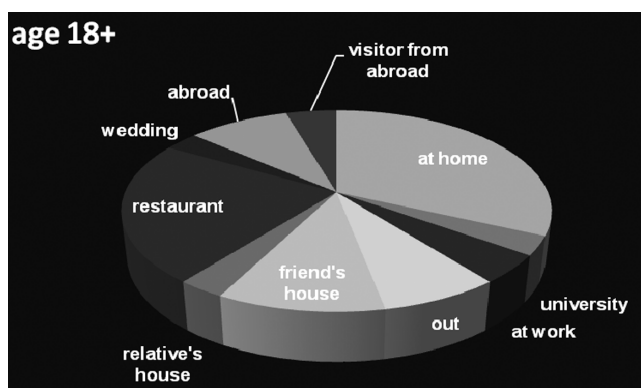 age 18+
visitor from
abroad
abroad
wedding
at home
restaurant
friend's
house
university
out
at work
relative's
house